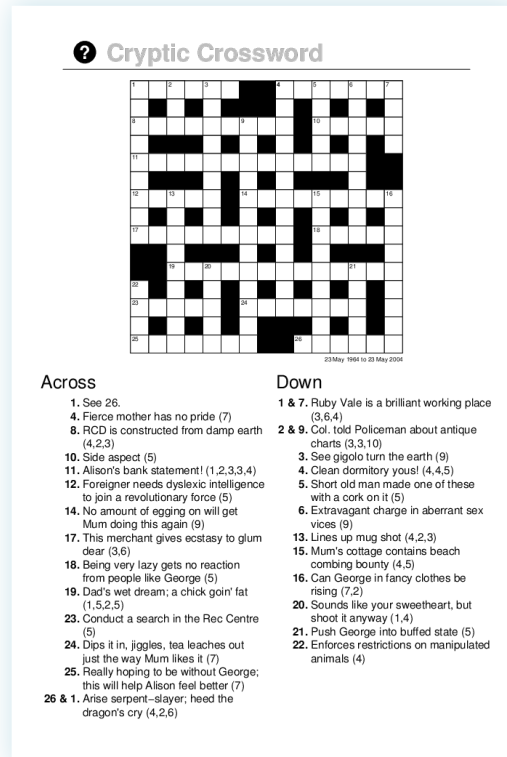 ? Cryptic Crossword
1 2 3 4 5 6 7
8 9 10
11
12 13 14 15 16
17 18
19 20 21
22
23 24
25 26
23 May 1964 to 23 May 2004
Across
1. See 26.
4. Fierce mother has no pride (7)
8. RCD is constructed from damp earth
(4,2,3)
10. Side aspect (5)
11. Alison's bank statement! (1,2,3,3,4)
12. Foreigner needs dyslexic intelligence
to join a revolutionary force (5)
14. No amount of egging on will get
Mum doing this again (9)
17. This merchant gives ecstasy to glum
dear (3,6)
18. Being very lazy gets no reaction
from people like George (5)
19. Dad's wet dream; a chick goin' fat
(1,5,2,5)
23. Conduct a search in the Rec Centre
(5)
24. Dips it in, jiggles, tea leaches out
just the way Mum likes it (7)
25. Really hoping to be without George;
this will help Alison feel better (7)
26 & 1. Arise serpent–slayer; heed the
dragon's cry (4,2,6)
Down
1 & 7. Ruby Vale is a brilliant working place
(3,6,4)
2 & 9. Col. told Policeman about antique
charts (3,3,10)
3. See gigolo turn the earth (9)
4. Clean dormitory yous! (4,4,5)
5. Short old man made one of these
with a cork on it (5)
6. Extravagant charge in aberrant sex
vices (9)
13. Lines up mug shot (4,2,3)
15. Mum's cottage contains beach
combing bounty (4,5)
16. Can George in fancy clothes be
rising (7,2)
20. Sounds like your sweetheart, but
shoot it anyway (1,4)
21. Push George into buffed state (5)
22. Enforces restrictions on manipulated
animals (4)